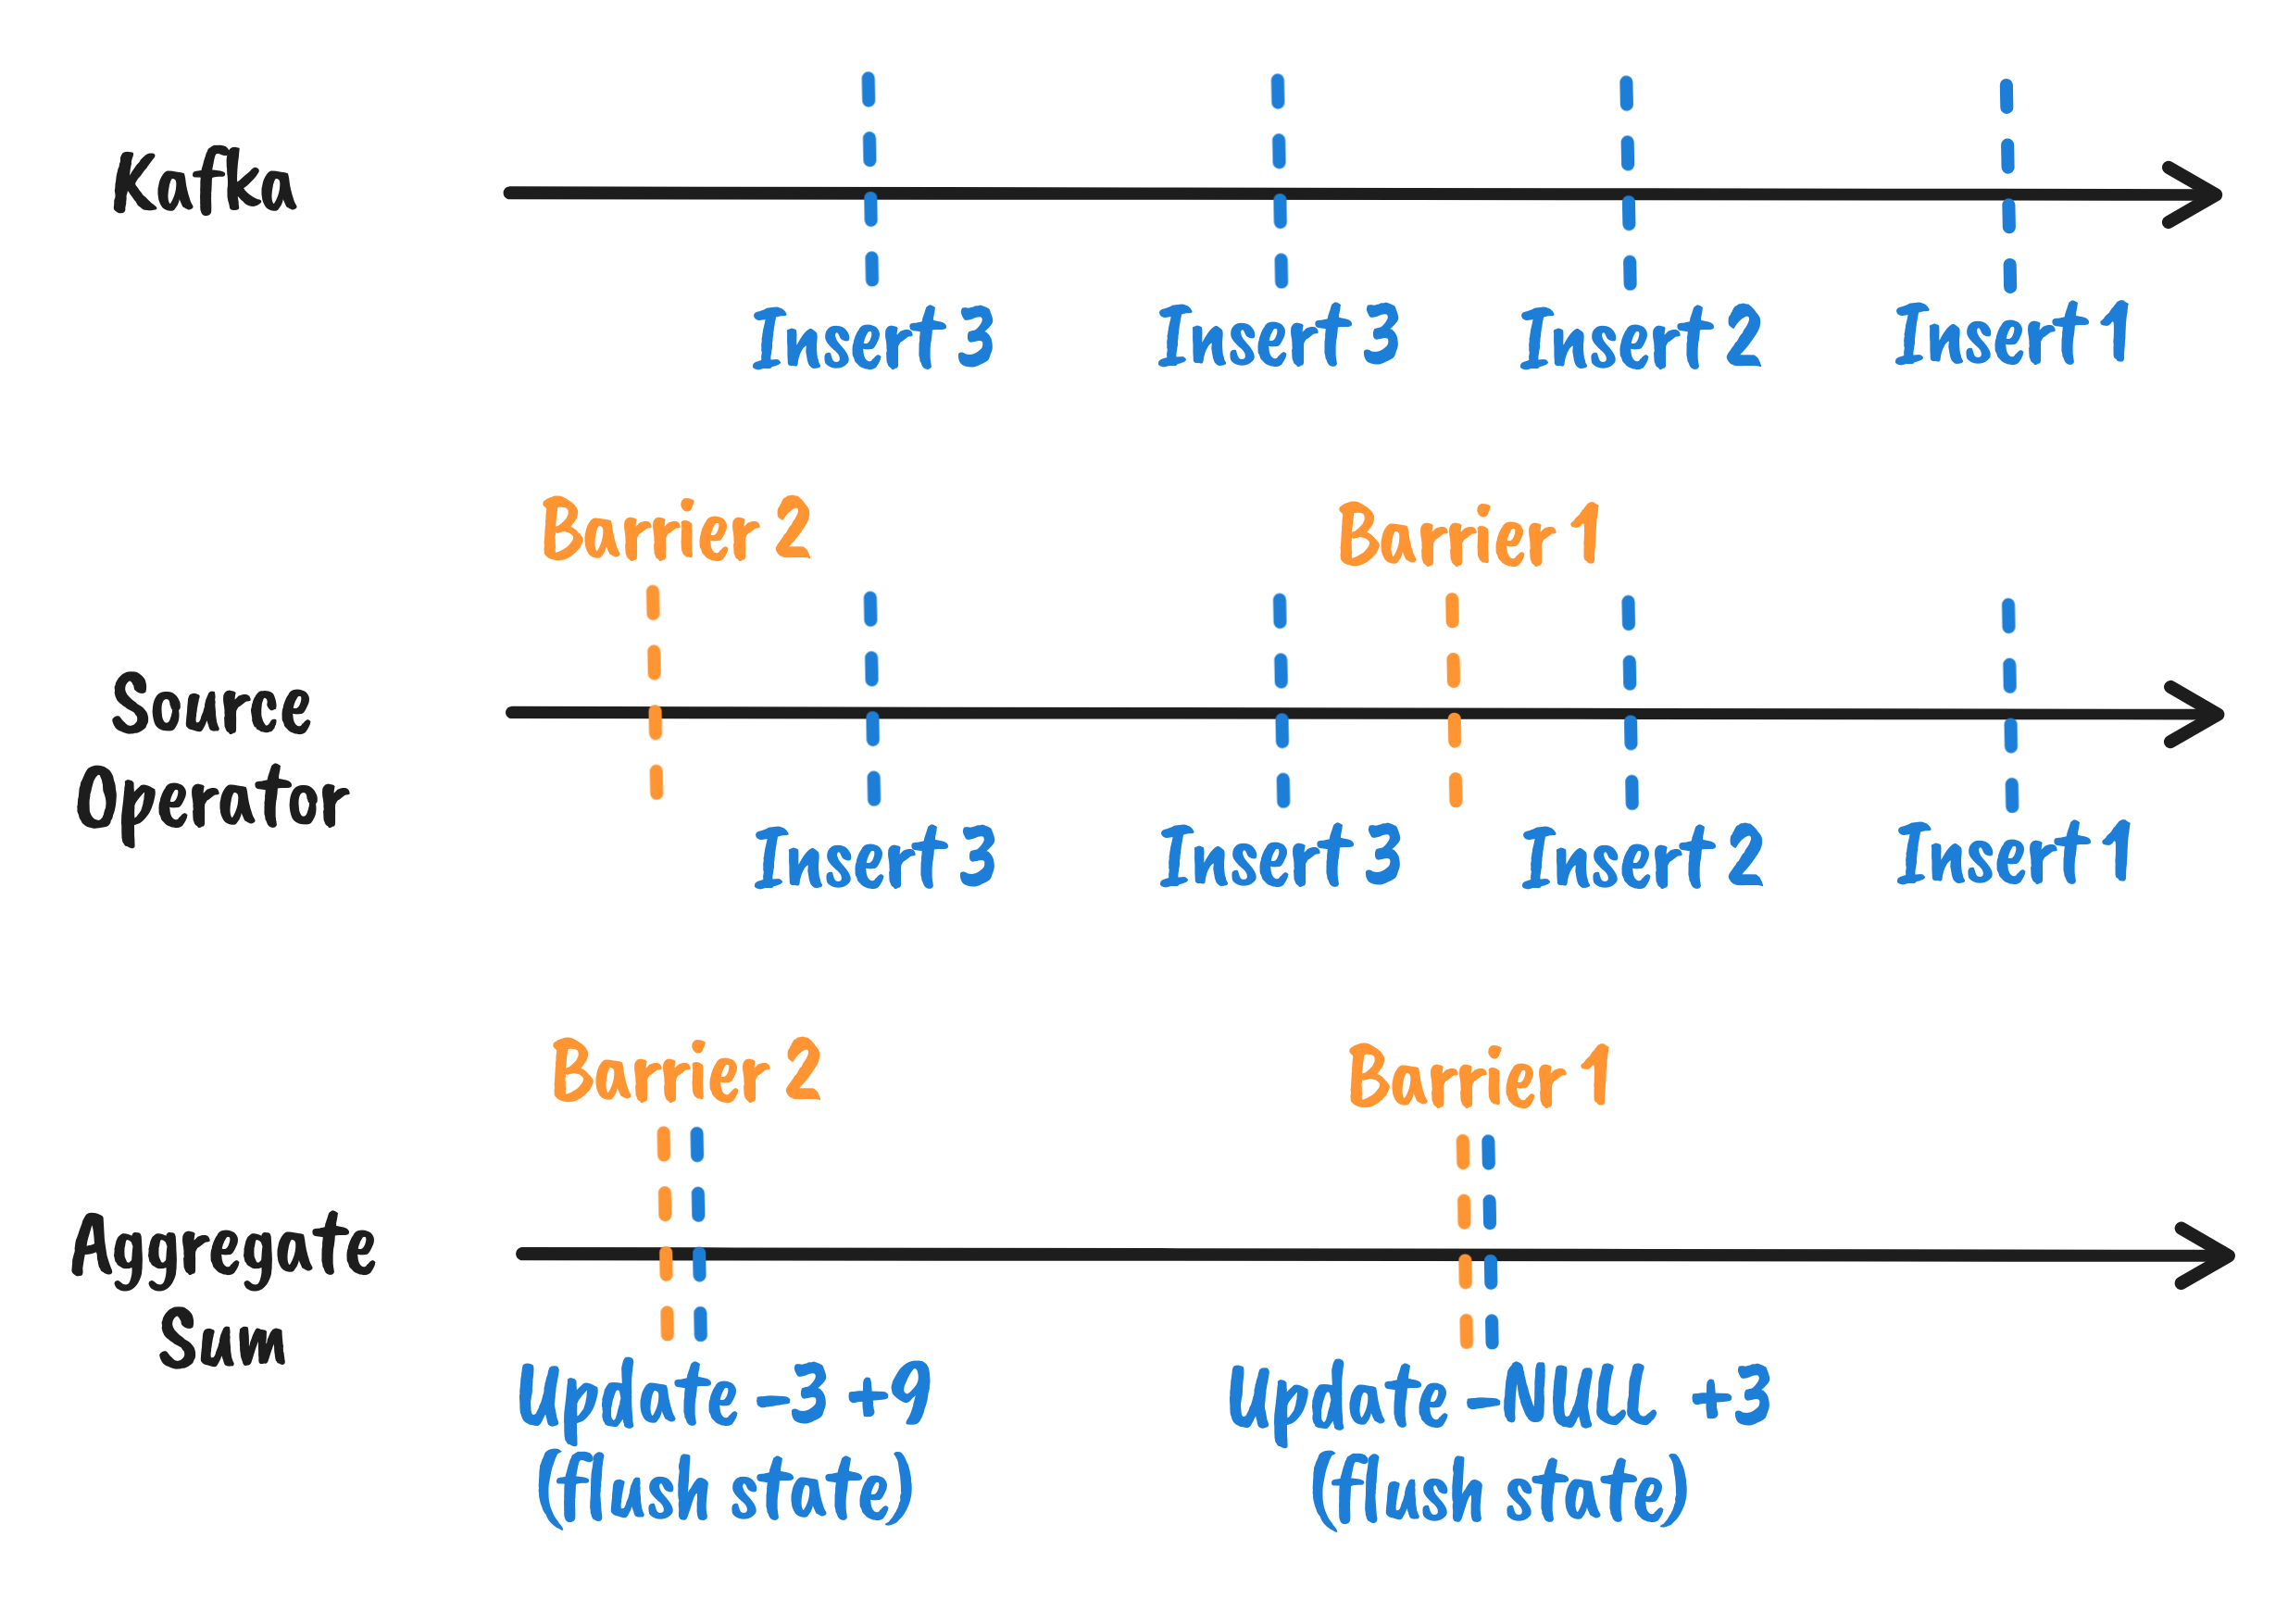 Kafka
Insert 3
Insert 3
Insert 2
Insert 1
Barrier 2
Barrier 1
Source
Operator
Insert 3
Insert 3
Insert 2
Insert 1
Barrier 2
Barrier 1
Aggregate
Sum
Update -3 +9
(flush state)
Update -NULL +3
(flush state)